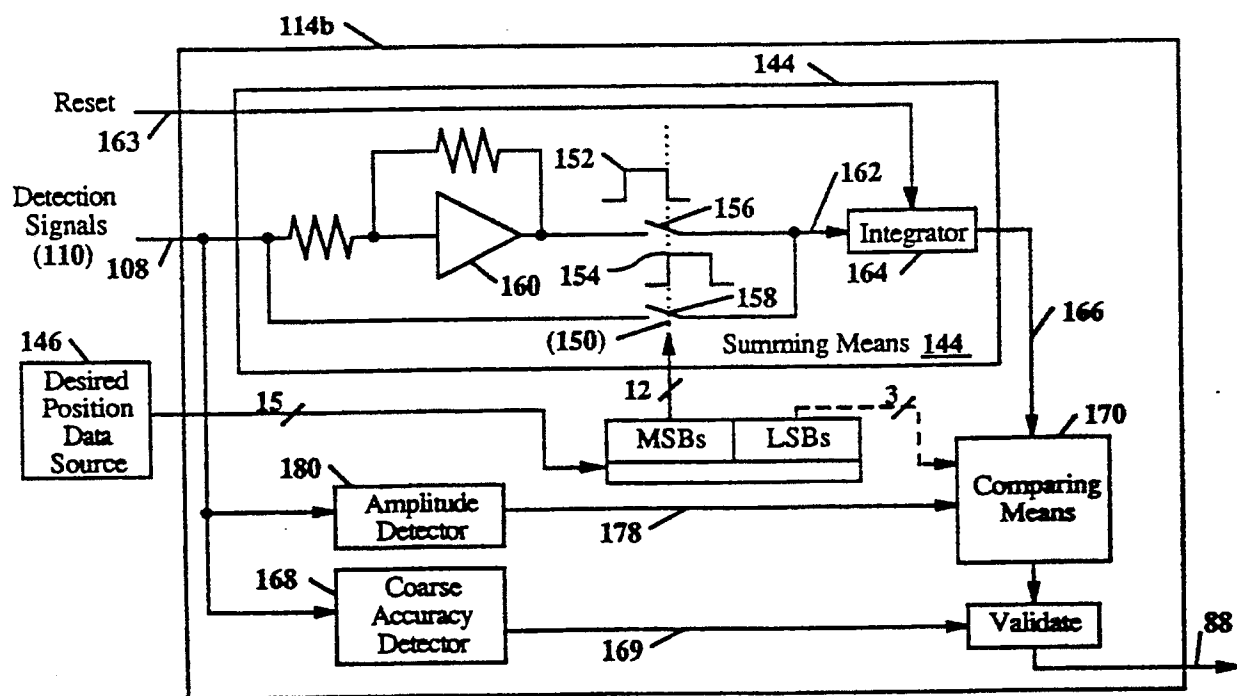 114b
144
Reset
163
152
162
Detection
Signals
(110)
108
156
Integrator
164
160
154
158
(150)
166
Summing Means 144
146
Desired
Position
Data
Source
15
12
3
MSBs
LSBs
170
Comparing
Means
180
Amplitude
Detector
178
168
Coarse
Accuracy
Detector
169
Validate
88